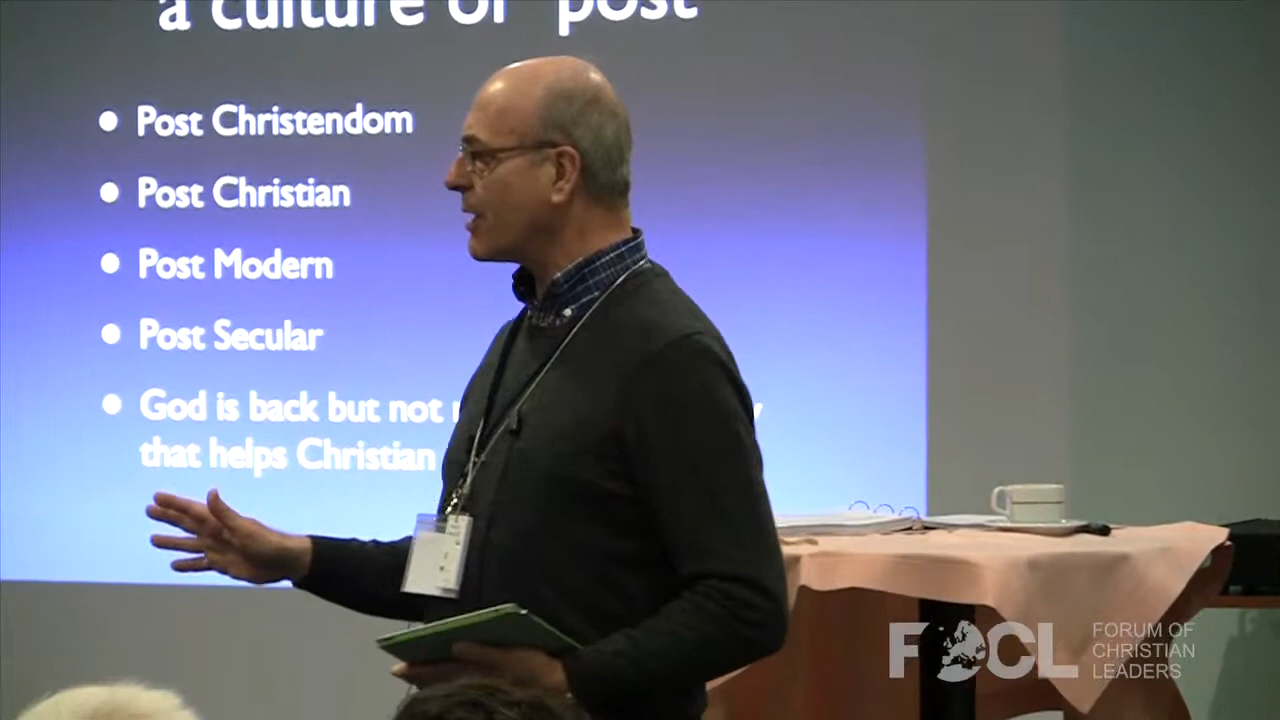 a culture of 'post'
• Post Christendom
• Post Christian
• Post Modern
• Post Secular
• God is back but not
that helps Christian
FOCL FORUM OF
CHRISTIAN
LEADERS